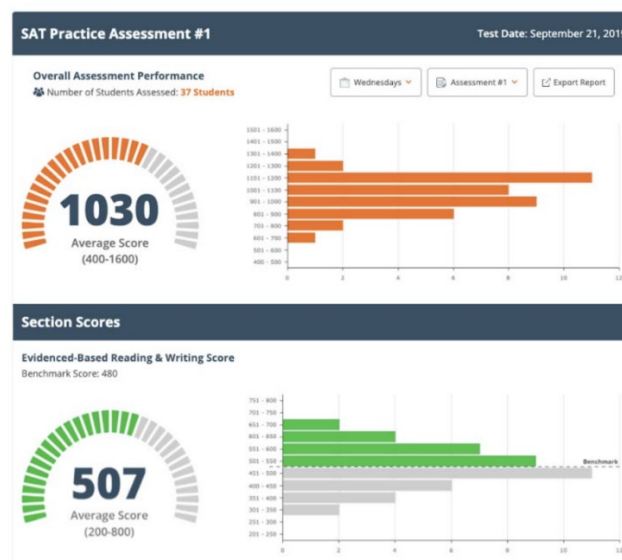 SAT Practice Assessment #1
Test Date: September 21, 201
Overall Assessment Performance
Number of Students Assessed: 37 Students
Wednesdays
Assessment #1
Export Report
1501 - 1600
1401 - 1500
1301 - 1400
1201 - 1300
1101 - 1200
1001 - 1100
901 - 1000
801 - 900
701 - 800
601 - 700
501 - 600
400 - 500
0 2 4 6 8 10 12
1030
Average Score
(400-1600)
Section Scores
Evidenced-Based Reading & Writing Score
Benchmark Score: 480
751 - 800
701 - 750
651 - 700
601 - 650
551 - 600
501 - 550
Benchmark
451 - 500
400 - 450
351 - 400
301 - 350
251 - 300
201 - 250
0 2 4 6 8 10 12
507
Average Score
(200-800)